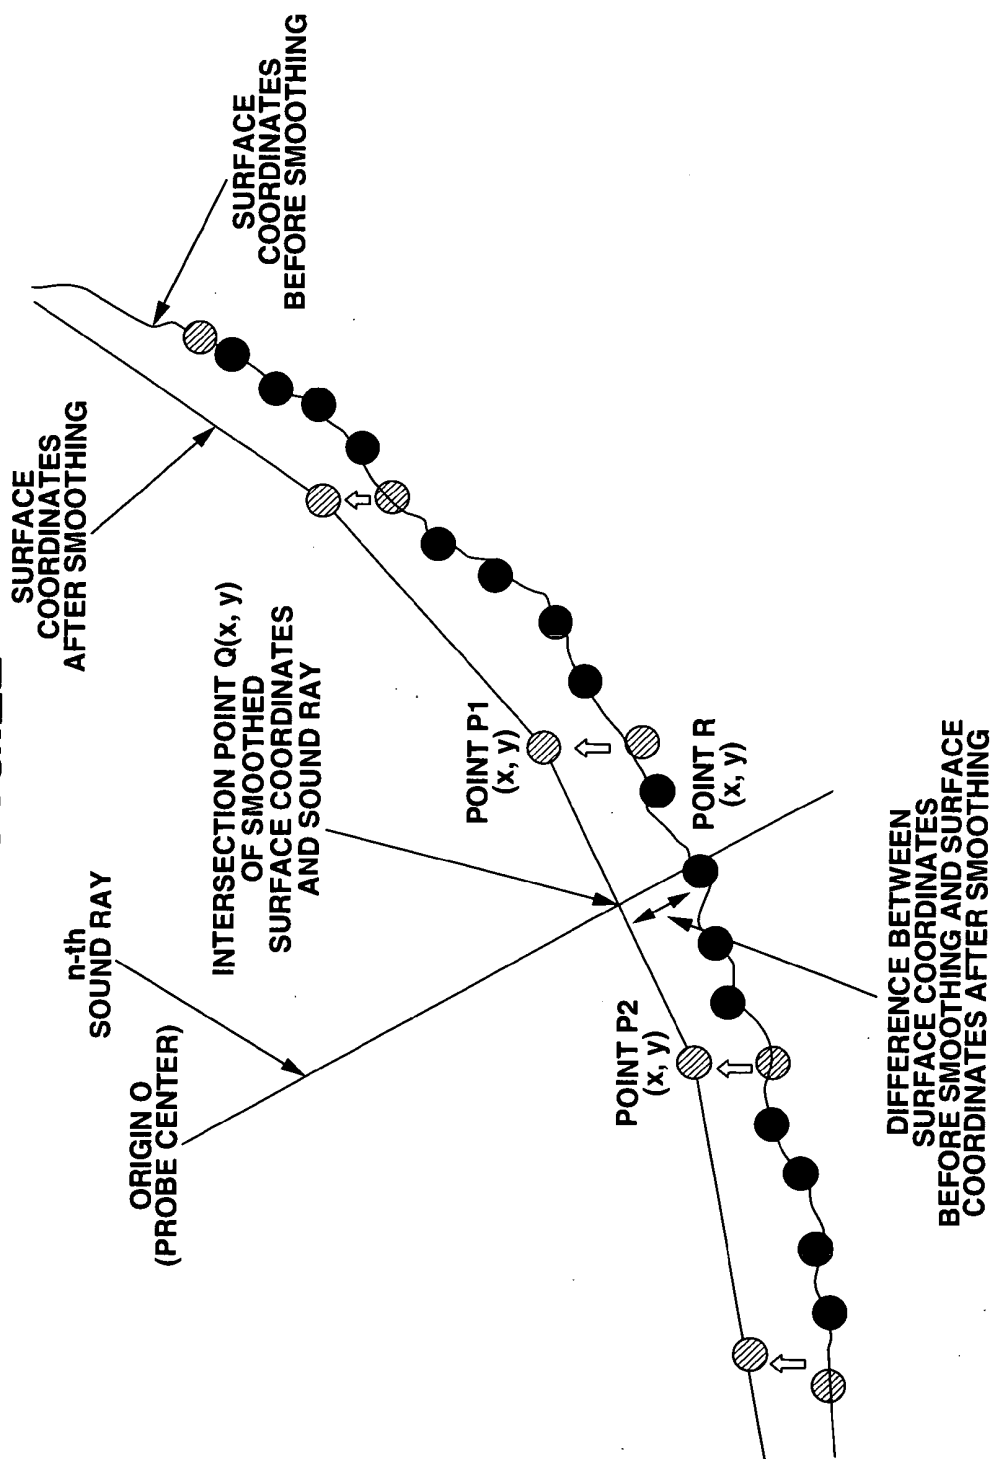 SURFACE
COORDINATES
BEFORE SMOOTHING
SURFACE
COORDINATES
AFTER SMOOTHING
INTERSECTION POINT Q(x, y)
OF SMOOTHED
SURFACE COORDINATES
AND SOUND RAY
n-th
SOUND RAY
ORIGIN O
(PROBE CENTER)
POINT P1
(x, y)
POINT R
(x, y)
POINT P2
(x, y)
DIFFERENCE BETWEEN
SURFACE COORDINATES
BEFORE SMOOTHING AND SURFACE
COORDINATES AFTER SMOOTHING